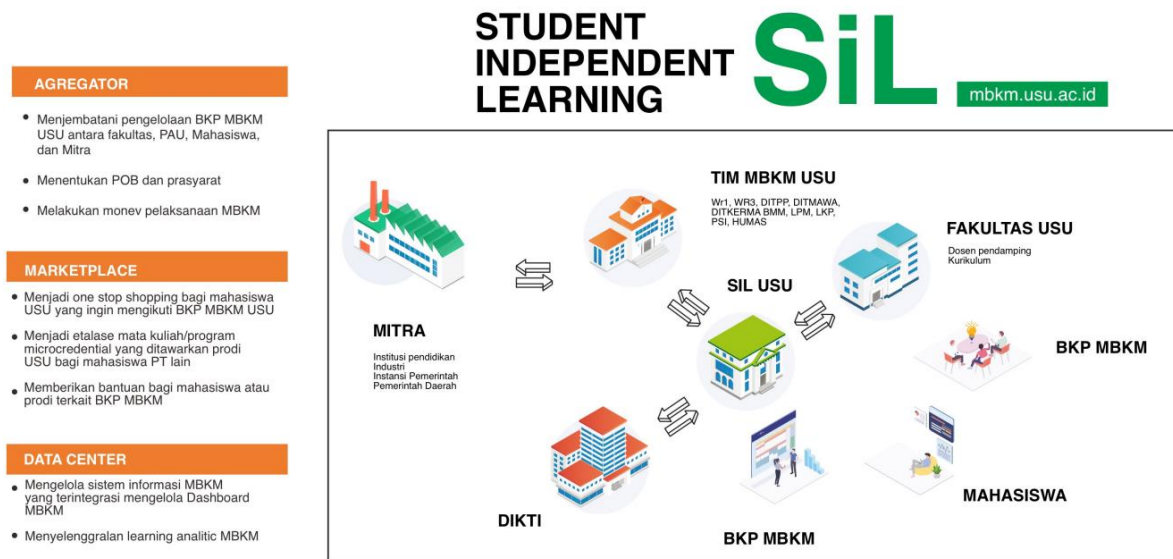 STUDENT
INDEPENDENT
LEARNING
SiL
mbkm.usu.ac.id
AGREGATOR
Menjembatani pengelolaan BKP MBKM
USU antara fakultas, PAU, Mahasiswa,
dan Mitra
Menentukan POB dan prasyarat
Melakukan monev pelaksanaan MBKM
MARKETPLACE
Menjadi one stop shopping bagi mahasiswa
USU yang ingin mengikuti BKP MBKM USU
Menjadi etalase mata kuliah/program
microcredential yang ditawarkan prodi
USU bagi mahasiswa PT lain
Memberikan bantuan bagi mahasiswa atau
prodi terkait BKP MBKM
DATA CENTER
Mengelola sistem informasi MBKM
yang terintegrasi mengelola Dashboard
MBKM
Menyelenggralan learning analitic MBKM
TIM MBKM USU
Wr1, WR3, DITPP, DITMAWA,
DITKERMA BMM, LPM, LKP,
PSI, HUMAS
FAKULTAS USU
Dosen pendamping
Kurikulum
SIL USU
MITRA
Institusi pendidikan
Industri
Instansi Pemerintah
Pemerintah Daerah
BKP MBKM
MAHASISWA
DIKTI
BKP MBKM